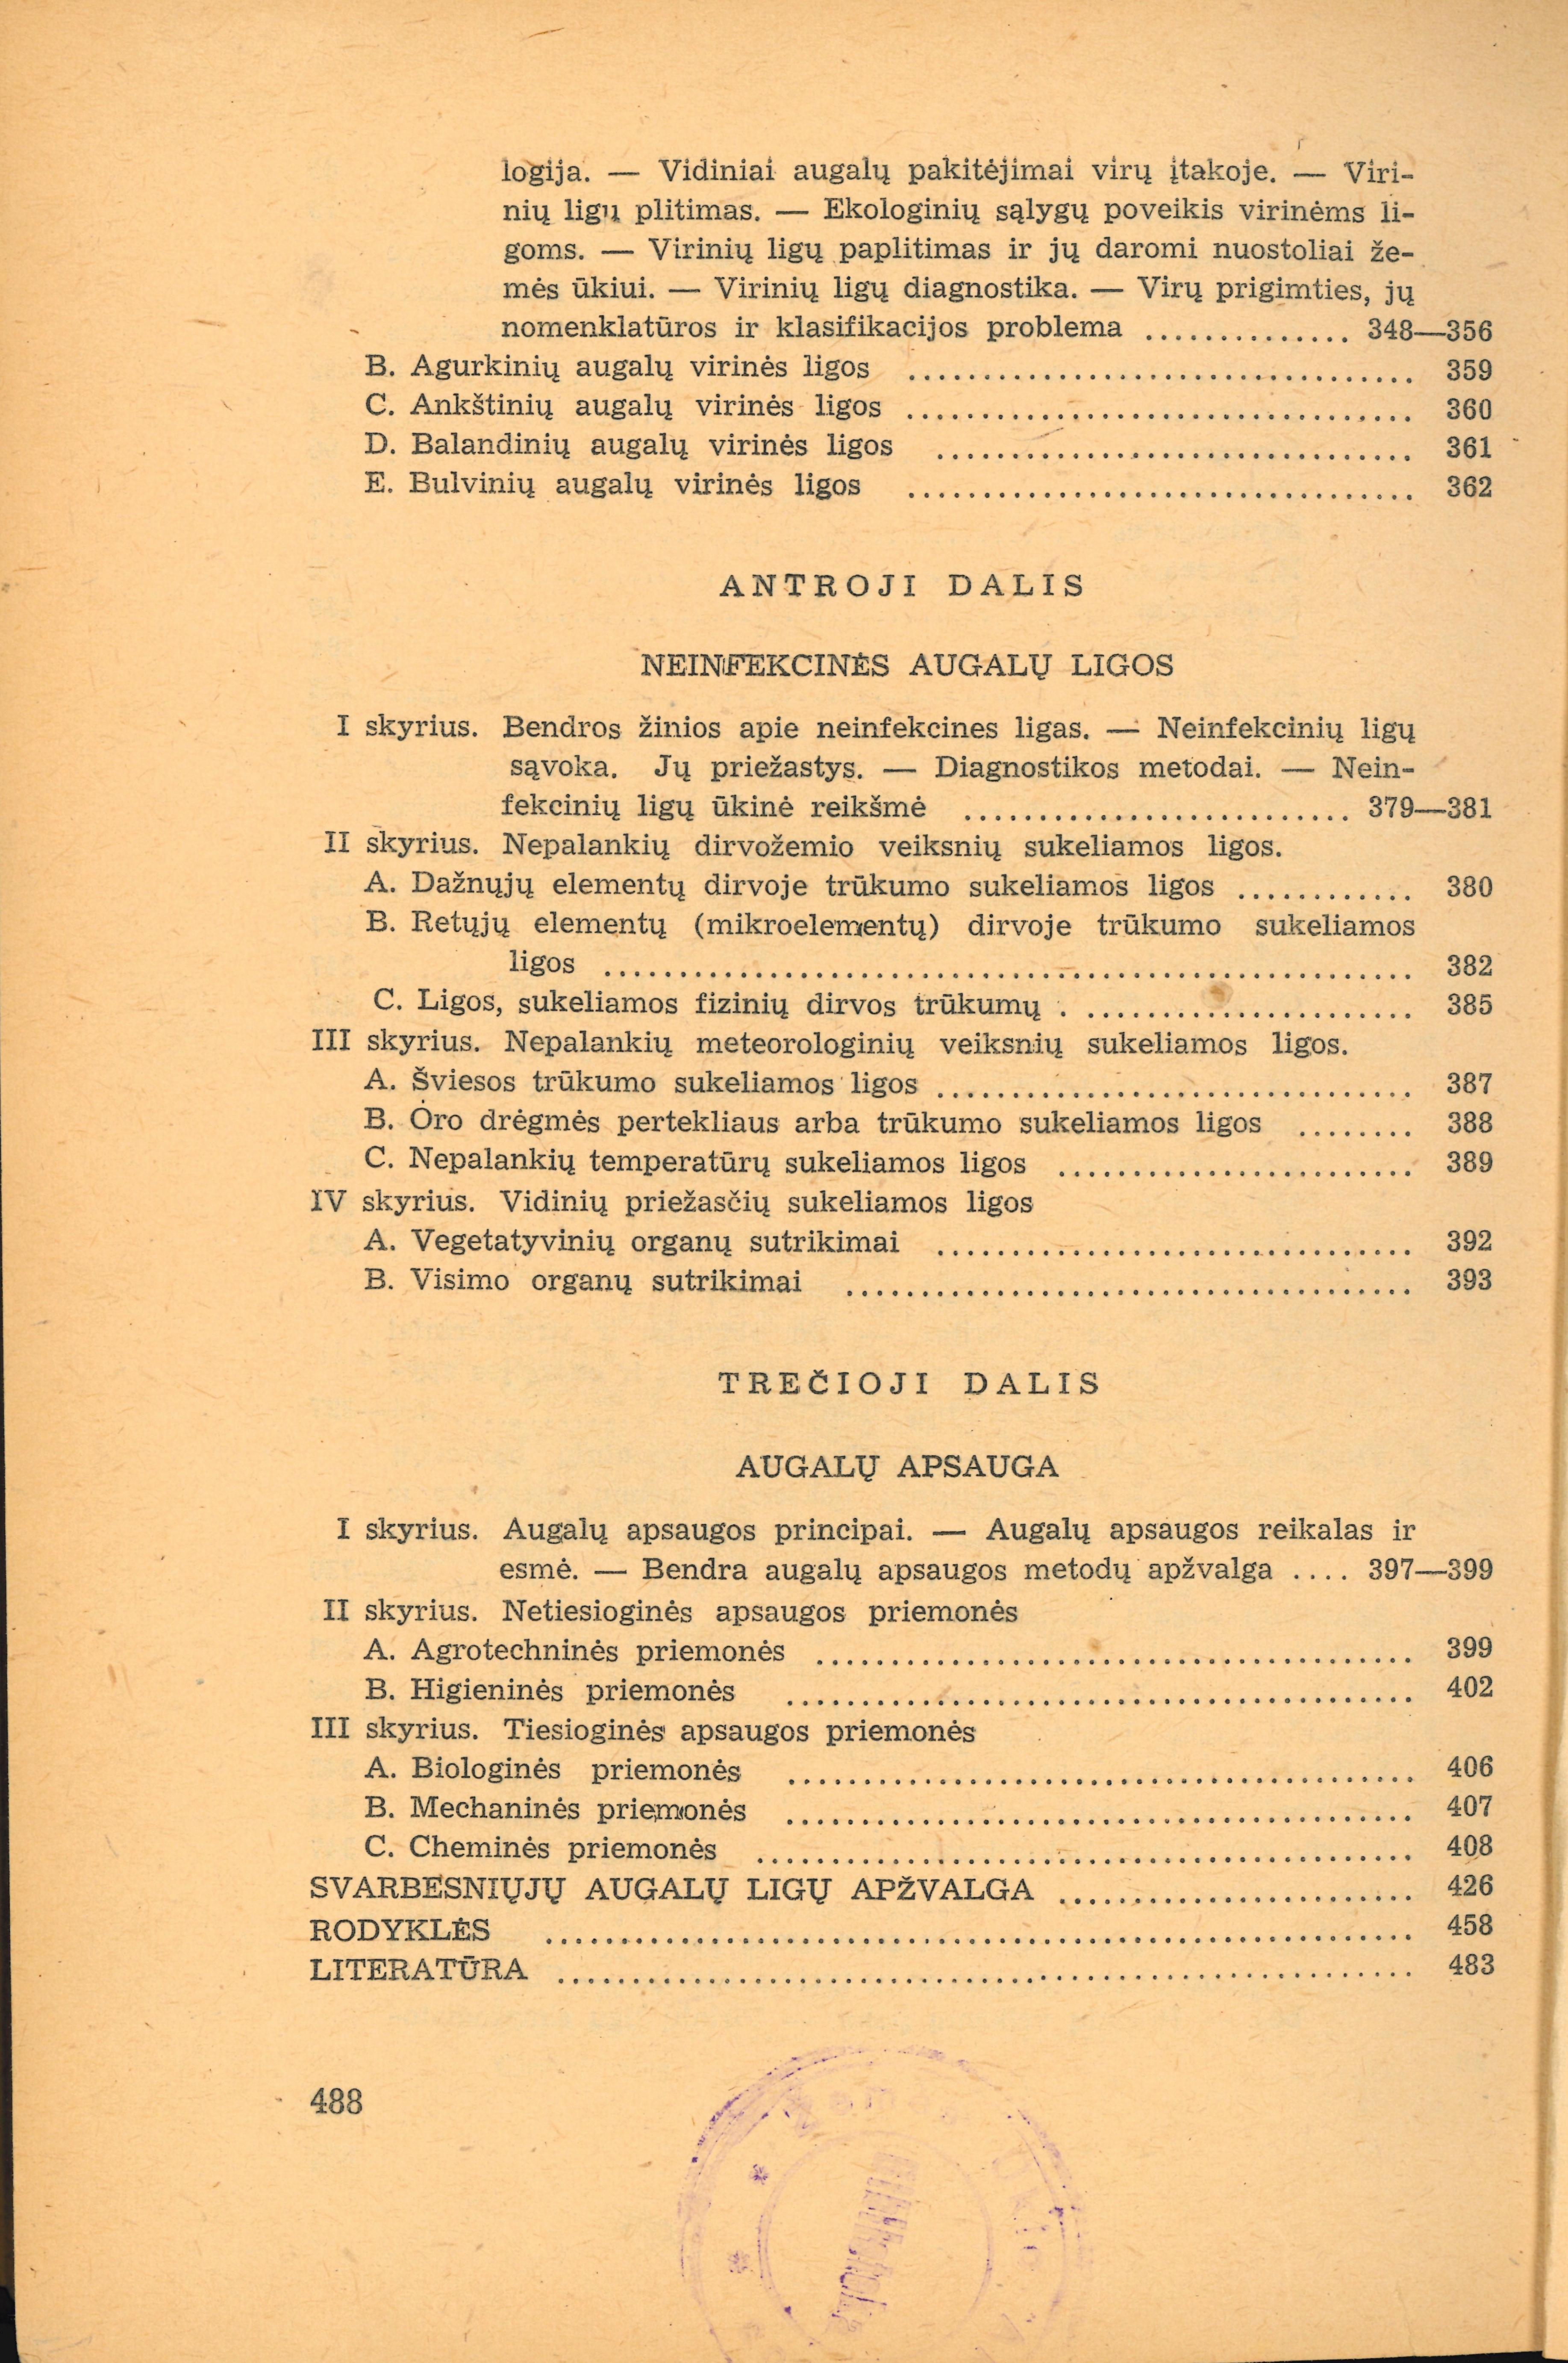 logija. — Vidiniai augalų pakitėjimai virų įtakoje. — Viri-
nių ligų plitimas. — Ekologinių sąlygų poveikis virinėms li-
goms. — Virinių ligų paplitimas ir jų daromi nuostoliai že-
mės ūkiui. — Virinių ligų diagnostika. — Virų prigimties, jų
nomenklatūros ir klasifikacijos problema .............. 348—356
B. Agurkinių augalų virinės ligos .................................. 359
C. Ankštinių augalų virinės ligos .................................. 360
D. Balandinių augalų virinės ligos ................................ 361
E. Bulvinių augalų virinės ligos .................................. 362
ANTROJI DALIS
NEINFEKCINĖS AUGALŲ LIGOS
I skyrius. Bendros žinios apie neinfekcines ligas. — Neinfekcinių ligų
sąvoka. Jų priežastys. — Diagnostikos metodai. — Nein-
fekcinių ligų ūkinė reikšmė .......................... 379—381
II skyrius. Nepalankių dirvožemio veiksnių sukeliamos ligos.
A. Dažnųjų elementų dirvoje trūkumo sukeliamos ligos ............ 380
B. Retųjų elementų (mikroelementų) dirvoje trūkumo sukeliamos
ligos ...................................................... 382
C. Ligos, sukeliamos fizinių dirvos trūkumų . ...................... 385
III skyrius. Nepalankių meteorologinių veiksnių sukeliamos ligos.
A. Šviesos trūkumo sukeliamos ligos ................................ 387
B. Oro drėgmės pertekliaus arba trūkumo sukeliamos ligos ........ 388
C. Nepalankių temperatūrų sukeliamos ligos ........................ 389
IV skyrius. Vidinių priežasčių sukeliamos ligos
A. Vegetatyvinių organų sutrikimai ................................ 392
B. Visimo organų sutrikimai ...................................... 393
TREČIOJI DALIS
AUGALŲ APSAUGA
I skyrius. Augalų apsaugos principai. — Augalų apsaugos reikalas ir
esmė. — Bendra augalų apsaugos metodų apžvalga .... 397—399
II skyrius. Netiesioginės apsaugos priemonės
A. Agrotechninės priemonės ........................................ 399
B. Higieninės priemonės .......................................... 402
III skyrius. Tiesioginės apsaugos priemonės
A. Biologinės priemonės .......................................... 406
B. Mechaninės priemonės .......................................... 407
C. Cheminės priemonės ............................................ 408
SVARBESNIŲJŲ AUGALŲ LIGŲ APŽVALGA ........................ 426
RODYKLĖS .......................................................... 458
LITERATŪRA ........................................................ 483
488